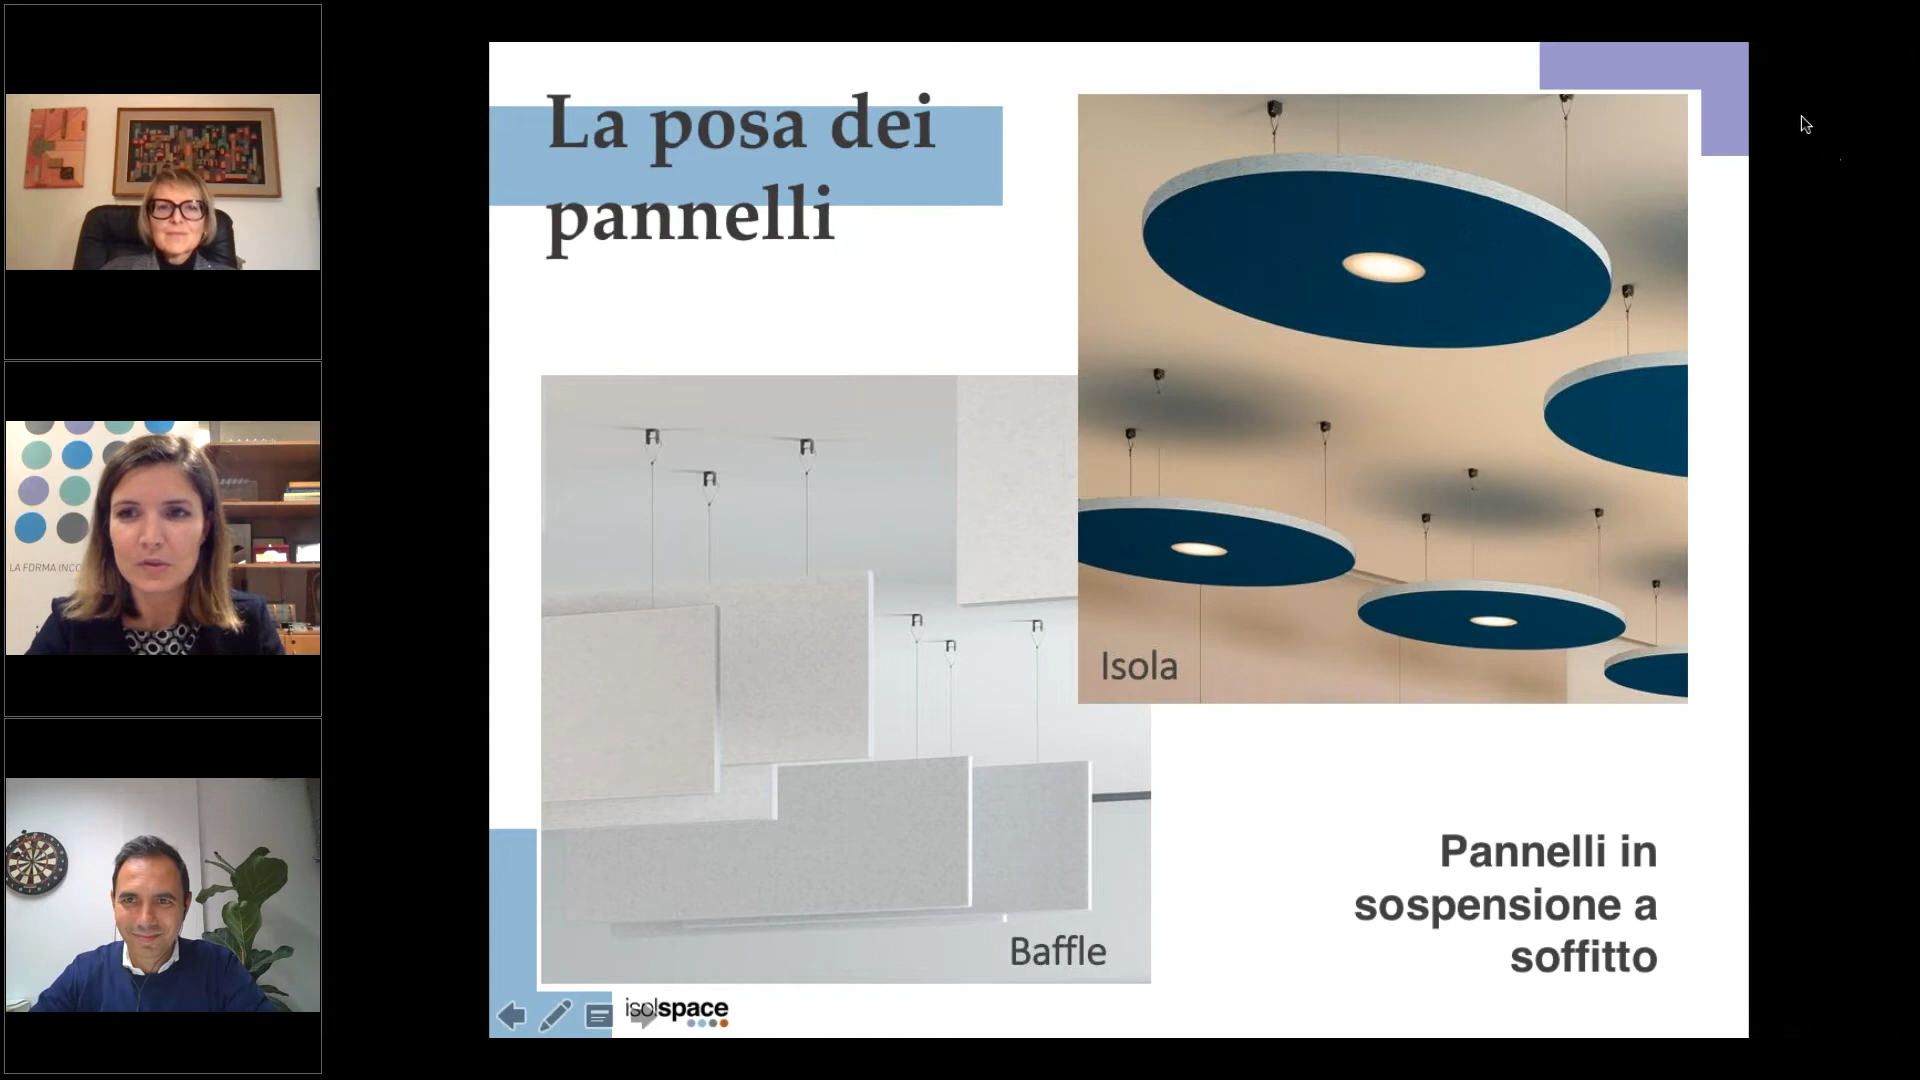 La posa dei
pannelli
Isola
Baffle
Pannelli in
sospensione a
soffitto
isolspace
LA FORMA INCO